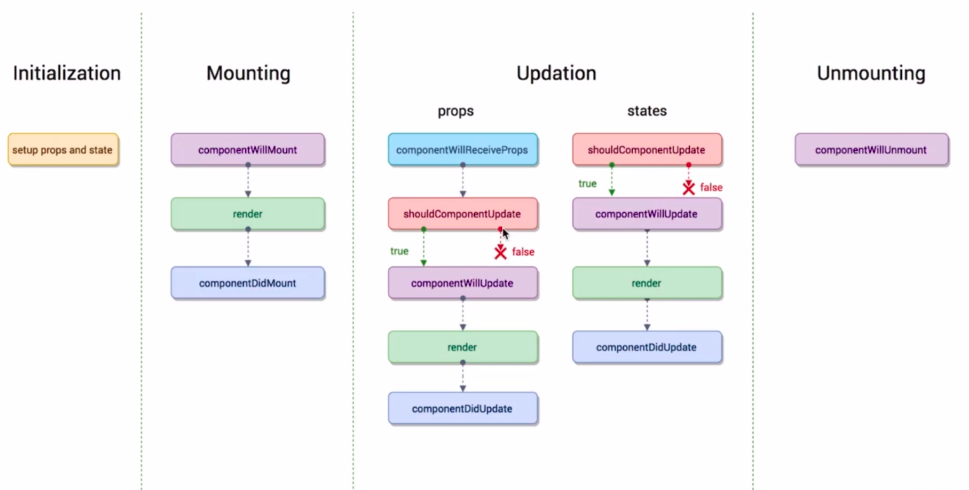 Initialization
Mounting
Updation
Unmounting
props
states
setup props and state
componentWillMount
render
componentDidMount
componentWillReceiveProps
shouldComponentUpdate
true
false
componentWillUpdate
render
componentDidUpdate
shouldComponentUpdate
true
false
componentWillUpdate
render
componentDidUpdate
componentWillUnmount